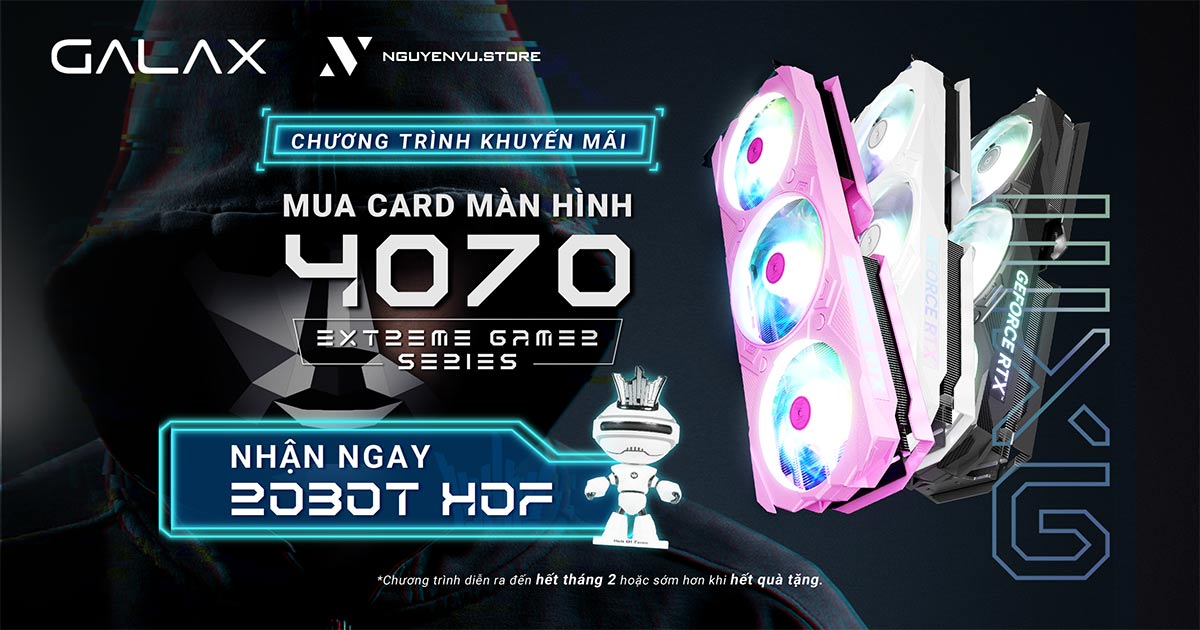 GALAX
NGUYENVU.STORE
CHƯƠNG TRÌNH KHUYẾN MÃI
MUA CARD MÀN HÌNH
4070
EXTREME GAMER
SERIES
NHẬN NGAY
ROBOT HOF
*Chương trình diễn ra đến hết tháng 2 hoặc sớm hơn khi hết quà tặng.
GEFORCE RTX
GEFORCE RTX